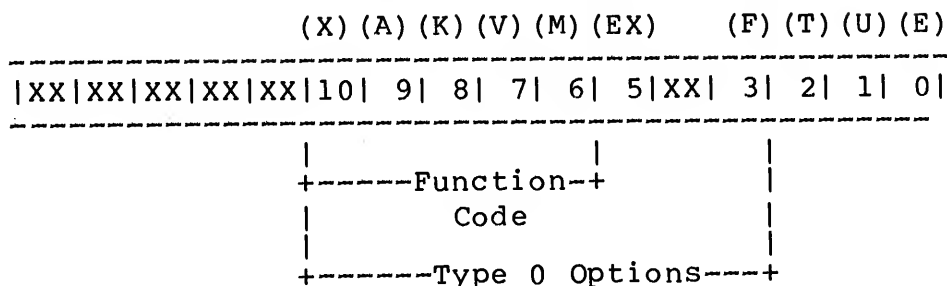 (X) (A) (K) (V) (M) (EX) (F) (T) (U) (E)
|XX|XX|XX|XX|XX|10| 9| 8| 7| 6| 5|XX| 3| 2| 1| 0|
+-----Function-+
Code
+------Type 0 Options---+